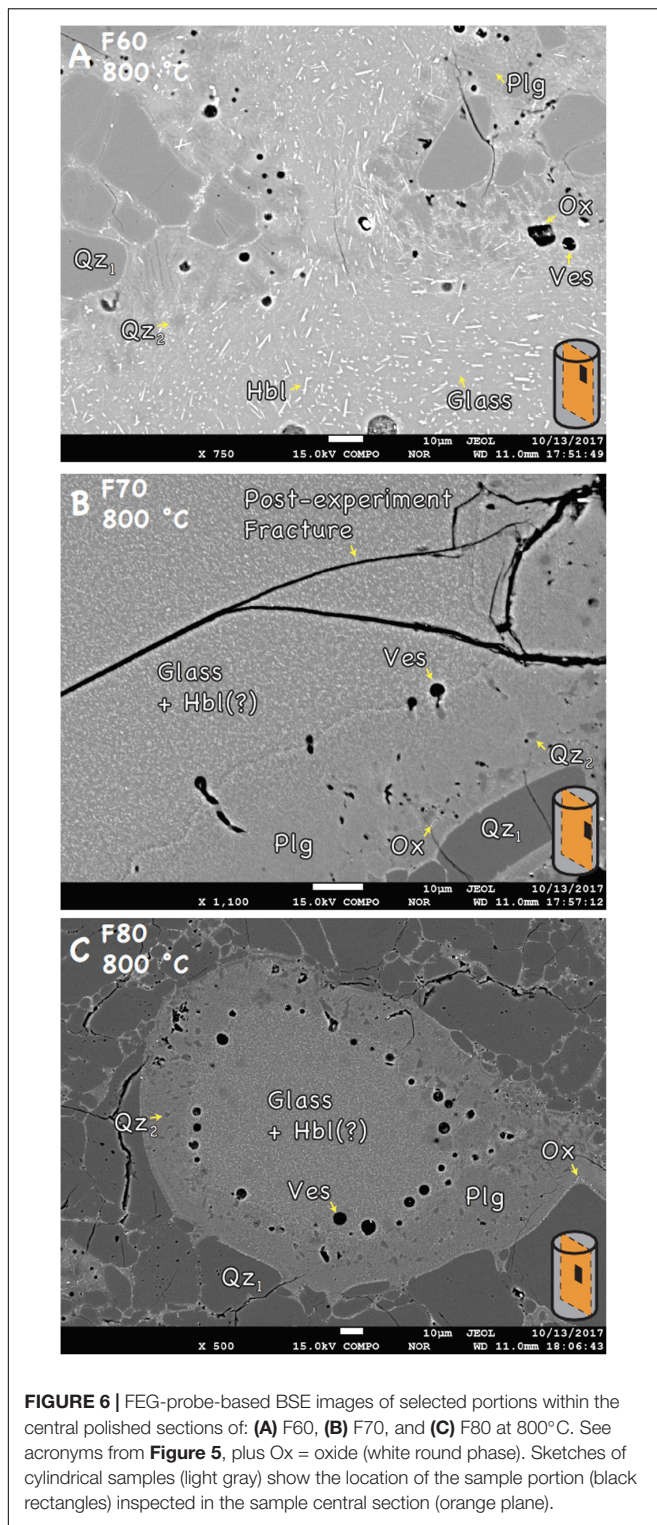 A F60
800 °C
Plg
Ox
Ves
Qz1
Qz2
Hbl
Glass
10µm JEOL 10/13/2017
X 750 15.0kV COMPO NOR WD 11.0mm 17:51:49
B F70
800 °C
Post-experiment
Fracture
Ves
Glass
+ Hbl(?)
Qz2
Plg
Ox
Qz1
10µm JEOL 10/13/2017
X 1,100 15.0kV COMPO NOR WD 11.0mm 17:57:12
C F80
800 °C
Glass
+ Hbl(?)
Qz2
Ox
Ves
Plg
Qz1
10µm JEOL 10/13/2017
X 500 15.0kV COMPO NOR WD 11.0mm 18:06:43
FIGURE 6 | FEG-probe-based BSE images of selected portions within the
central polished sections of: (A) F60, (B) F70, and (C) F80 at 800°C. See
acronyms from Figure 5, plus Ox = oxide (white round phase). Sketches of
cylindrical samples (light gray) show the location of the sample portion (black
rectangles) inspected in the sample central section (orange plane).